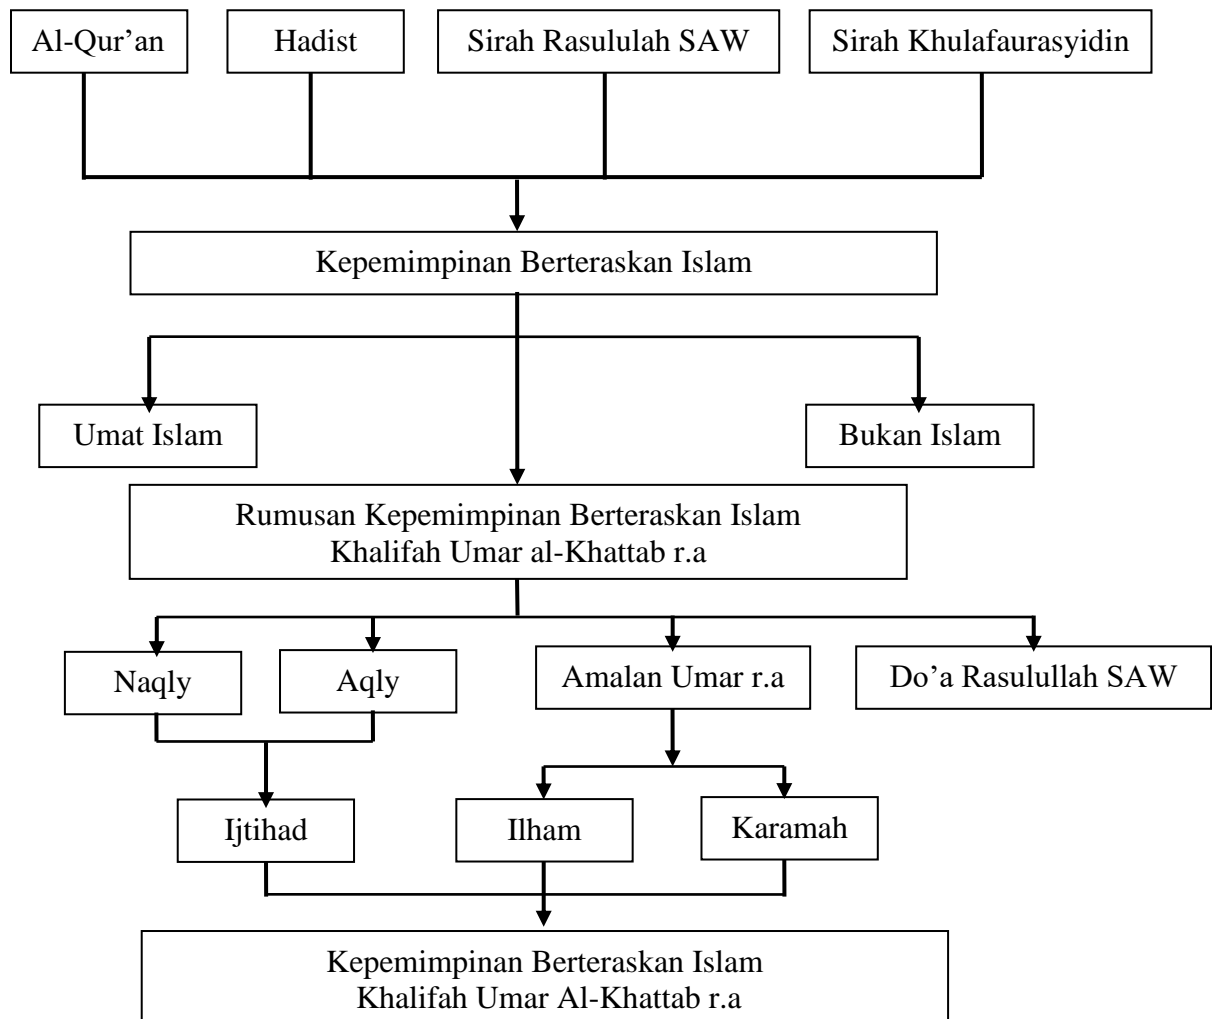 Al-Qur’an
Hadist
Sirah Rasululah SAW
Sirah Khulafaurasyidin
Kepemimpinan Berteraskan Islam
Umat Islam
Bukan Islam
Rumusan Kepemimpinan Berteraskan Islam
Khalifah Umar al-Khattab r.a
Naqly
Aqly
Amalan Umar r.a
Do’a Rasulullah SAW
Ijtihad
Ilham
Karamah
Kepemimpinan Berteraskan Islam
Khalifah Umar Al-Khattab r.a